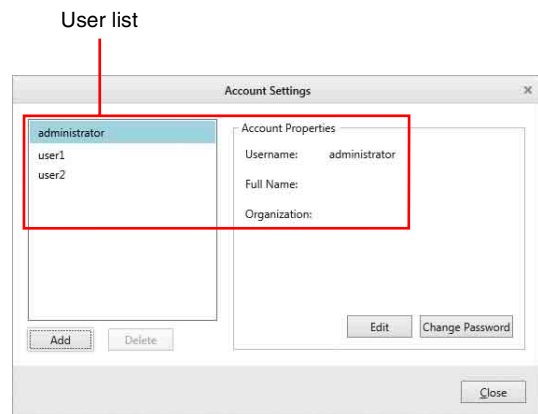 User list
Account Settings
administrator
user1
user2
Account Properties
Username: administrator
Full Name:
Organization:
Edit Change Password
Add Delete
Close